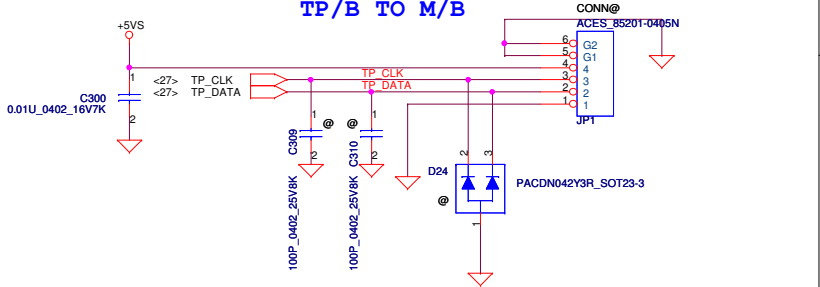 TP/B TO M/B
CONN@
ACES_85201-0405N
+5VS
6 G2
5 G1
4 4
3 3
2 2
1 1
JP1
1
C300
0.01U_0402_16V7K
2
<27> TP_CLK
<27> TP_DATA
TP_CLK
TP_DATA
1
@
C309
2
100P_0402_25V8K
@
1
C310
2
100P_0402_25V8K
2
3
D24
PACDN042Y3R_SOT23-3
@
1